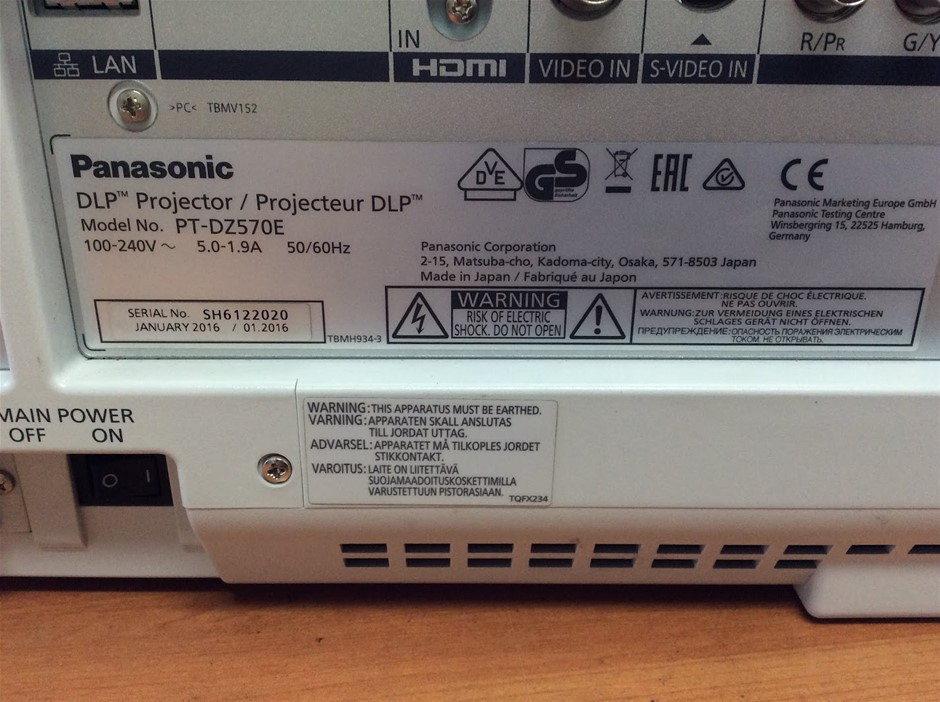 IN
R/PR
G/Y
LAN
HDMI
VIDEO IN
S-VIDEO IN
>PC< TBMV152
Panasonic
DLP™ Projector / Projecteur DLP™
Model No. PT-DZ570E
100-240V ~ 5.0-1.9A 50/60Hz
DVE
GS
geprüfte
Sicherheit
EAC
CE
Panasonic Marketing Europe GmbH
Panasonic Testing Centre
Winsbergring 15, 22525 Hamburg,
Germany
Panasonic Corporation
2-15, Matsuba-cho, Kadoma-city, Osaka, 571-8503 Japan
Made in Japan / Fabriqué au Japon
SERIAL No. SH6122020
JANUARY 2016 / 01.2016
TBMH934-3
WARNING
RISK OF ELECTRIC
SHOCK. DO NOT OPEN
AVERTISSEMENT:RISQUE DE CHOC ÉLECTRIQUE.
NE PAS OUVRIR.
WARNUNG:ZUR VERMEIDUNG EINES ELEKTRISCHEN
SCHLAGES GERÄT NICHT ÖFFNEN.
ПРЕДУПРЕЖДЕНИЕ:ОПАСНОСТЬ ПОРАЖЕНИЯ ЭЛЕКТРИЧЕСКИМ
ТОКОМ. НЕ ОТКРЫВАТЬ.
MAIN POWER
OFF ON
O I
WARNING:THIS APPARATUS MUST BE EARTHED.
VARNING:APPARATEN SKALL ANSLUTAS
TILL JORDAT UTTAG.
ADVARSEL:APPARATET MÅ TILKOPLES JORDET
STIKKONTAKT.
VAROITUS:LAITE ON LIITETTÄVÄ
SUOJAMAADOITUSKOSKETTIMILLA
VARUSTETTUUN PISTORASIAAN.
TQFX234